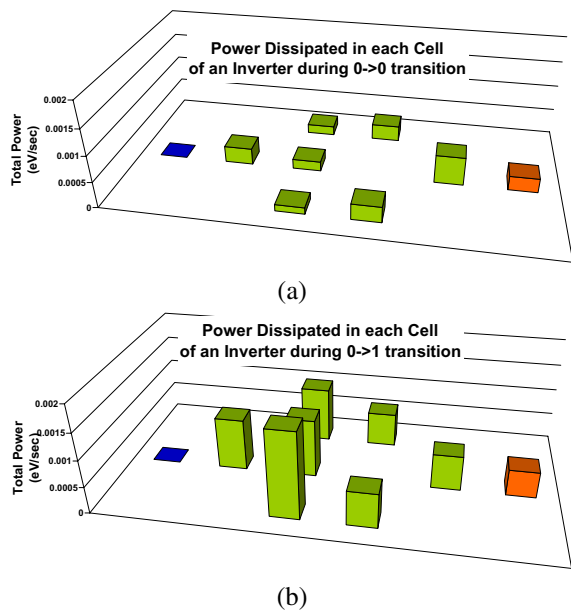 Power Dissipated in each Cell
of an Inverter during 0->0 transition
Total Power
(eV/sec)
0.002
0.0015
0.001
0.0005
0
(a)
Power Dissipated in each Cell
of an Inverter during 0->1 transition
Total Power
(eV/sec)
0.002
0.0015
0.001
0.0005
0
(b)